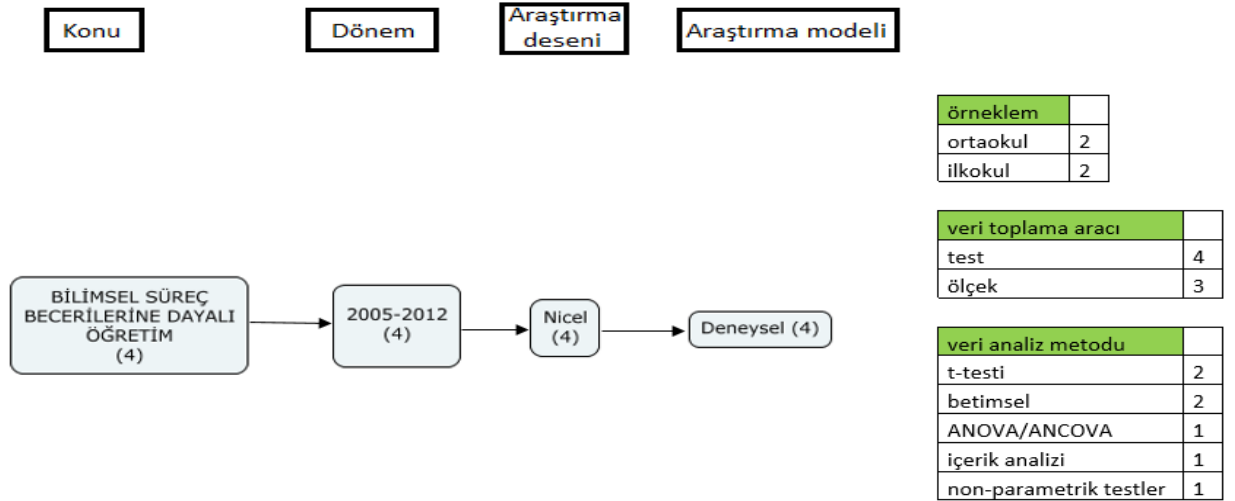 Konu
Dönem
Araştırma
deseni
Araştırma modeli
BİLİMSEL SÜREÇ
BECERİLERİNE DAYALI
ÖĞRETİM
(4)
2005-2012
(4)
Nicel
(4)
Deneysel (4)
örneklem
ortaokul 2
ilkokul 2
veri toplama aracı
test 4
ölçek 3
veri analiz metodu
t-testi 2
betimsel 2
ANOVA/ANCOVA 1
içerik analizi 1
non-parametrik testler 1